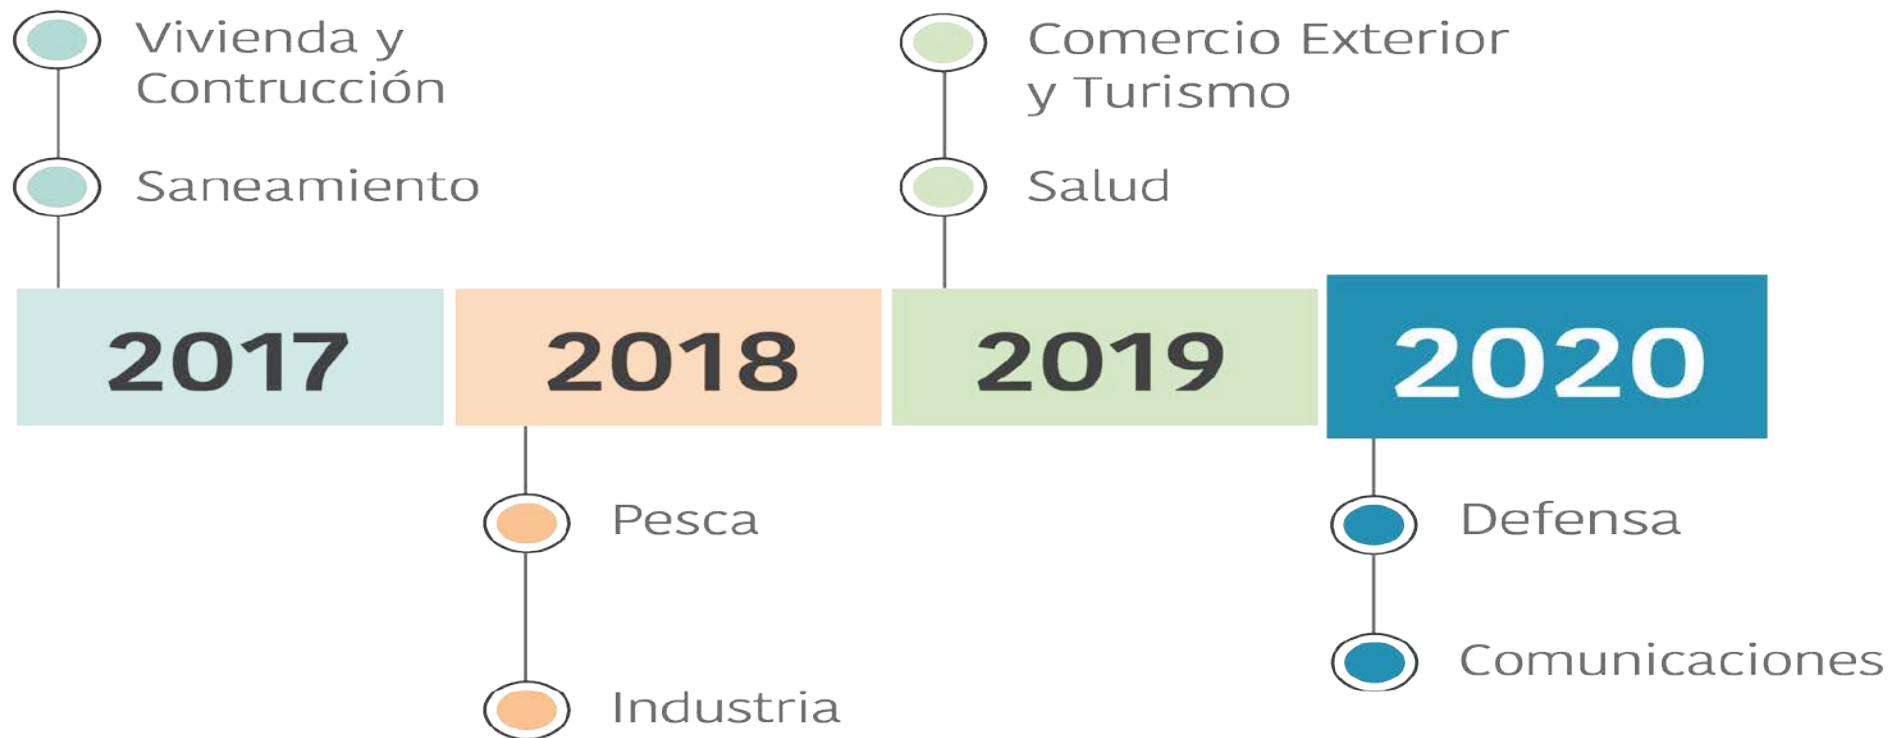 Vivienda y
Contrucción
Saneamiento
Comercio Exterior
y Turismo
Salud
2017
2018
2019
2020
Pesca
Industria
Defensa
Comunicaciones